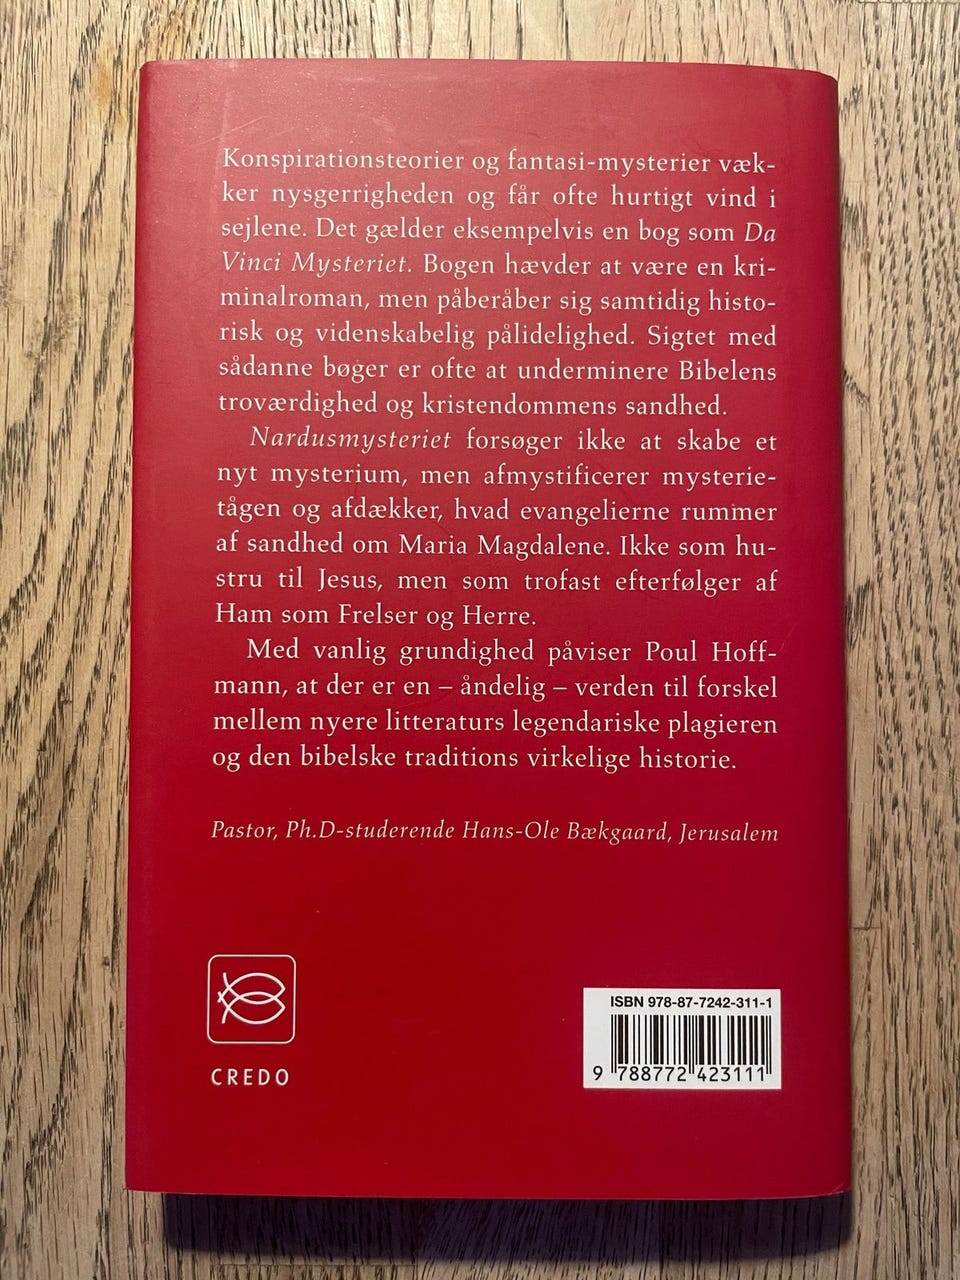 Konspirationsteorier og fantasi-mysterier væk-
ker nysgerrigheden og får ofte hurtigt vind i
sejlene. Det gælder eksempelvis en bog som Da
Vinci Mysteriet. Bogen hævder at være en kri-
minalroman, men påberåber sig samtidig histo-
risk og videnskabelig pålidelighed. Sigtet med
sådanne bøger er ofte at underminere Bibelens
troværdighed og kristendommens sandhed.
Nardusmysteriet forsøger ikke at skabe et
nyt mysterium, men afmystificerer mysterie-
tågen og afdækker, hvad evangelierne rummer
af sandhed om Maria Magdalene. Ikke som hu-
stru til Jesus, men som trofast efterfølger af
Ham som Frelser og Herre.
Med vanlig grundighed påviser Poul Hoff-
mann, at der er en – åndelig – verden til forskel
mellem nyere litteraturs legendariske plagieren
og den bibelske traditions virkelige historie.
Pastor, Ph.D-studerende Hans-Ole Bækgaard, Jerusalem
CREDO
ISBN 978-87-7242-311-1
9 788772 423111